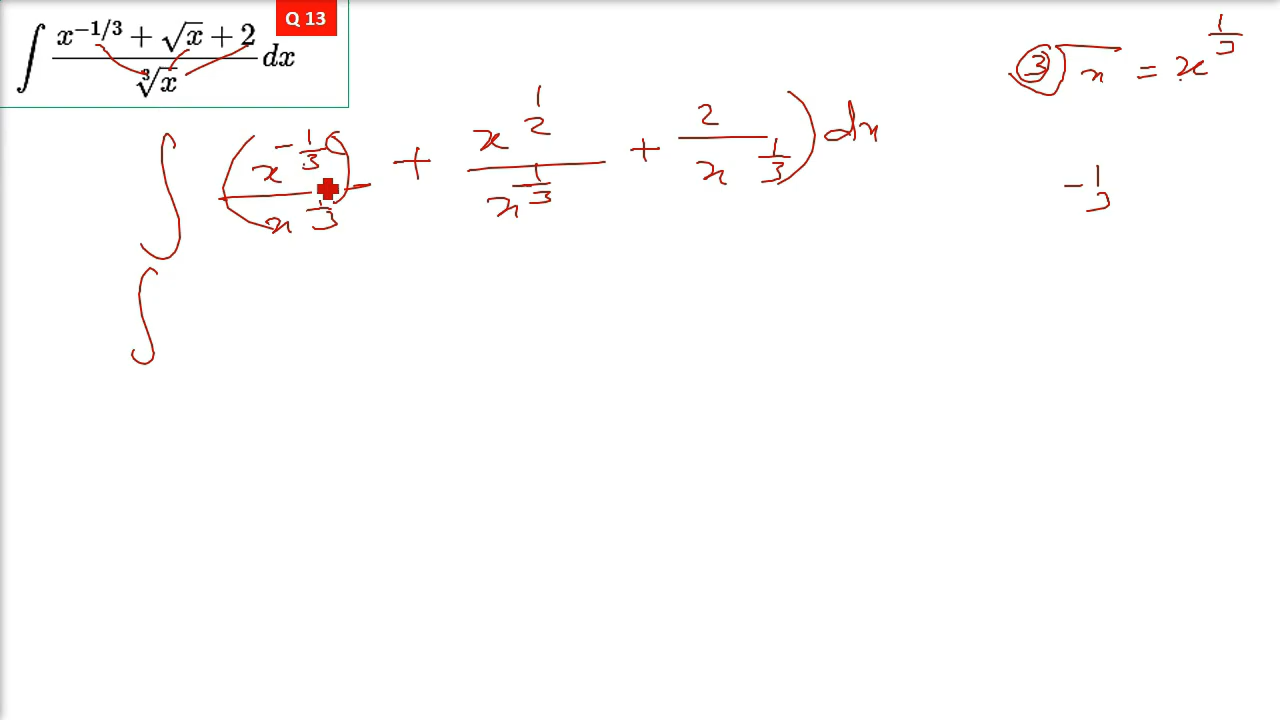 Q 13
∫ (x^{-1/3} + √x + 2) / ∛x dx
∛x = x^{1/3}
∫ ( x^{-1/3} / x^{1/3} + x^{1/2} / x^{1/3} + 2 / x^{1/3} ) dx
- 1/3
∫